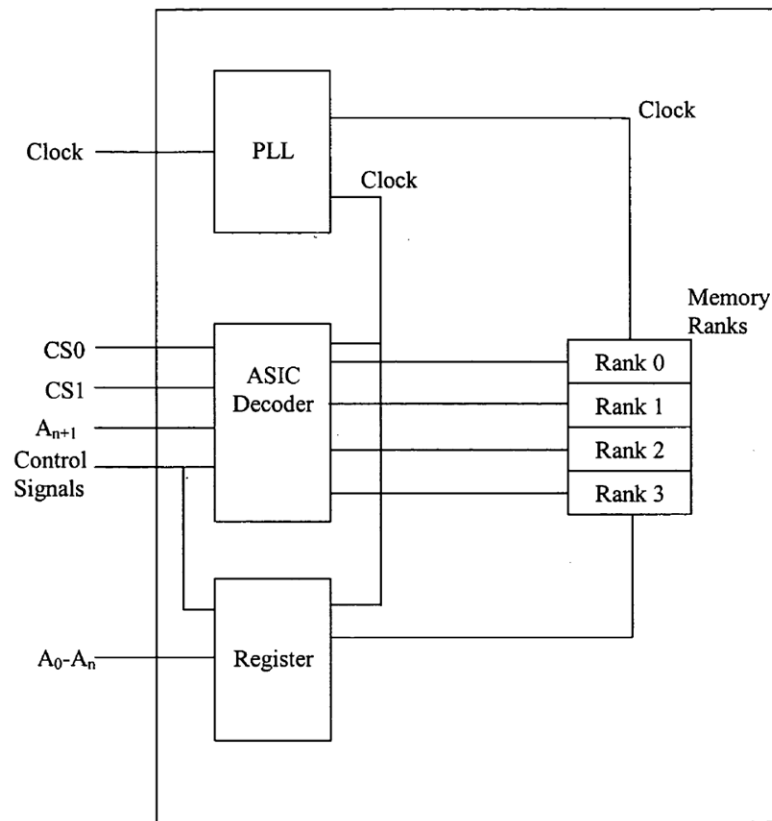 Clock
PLL
Clock
Clock
Memory
Ranks
CS0
CS1
Aₙ₊₁
Control
Signals
ASIC
Decoder
Rank 0
Rank 1
Rank 2
Rank 3
A₀-Aₙ
Register